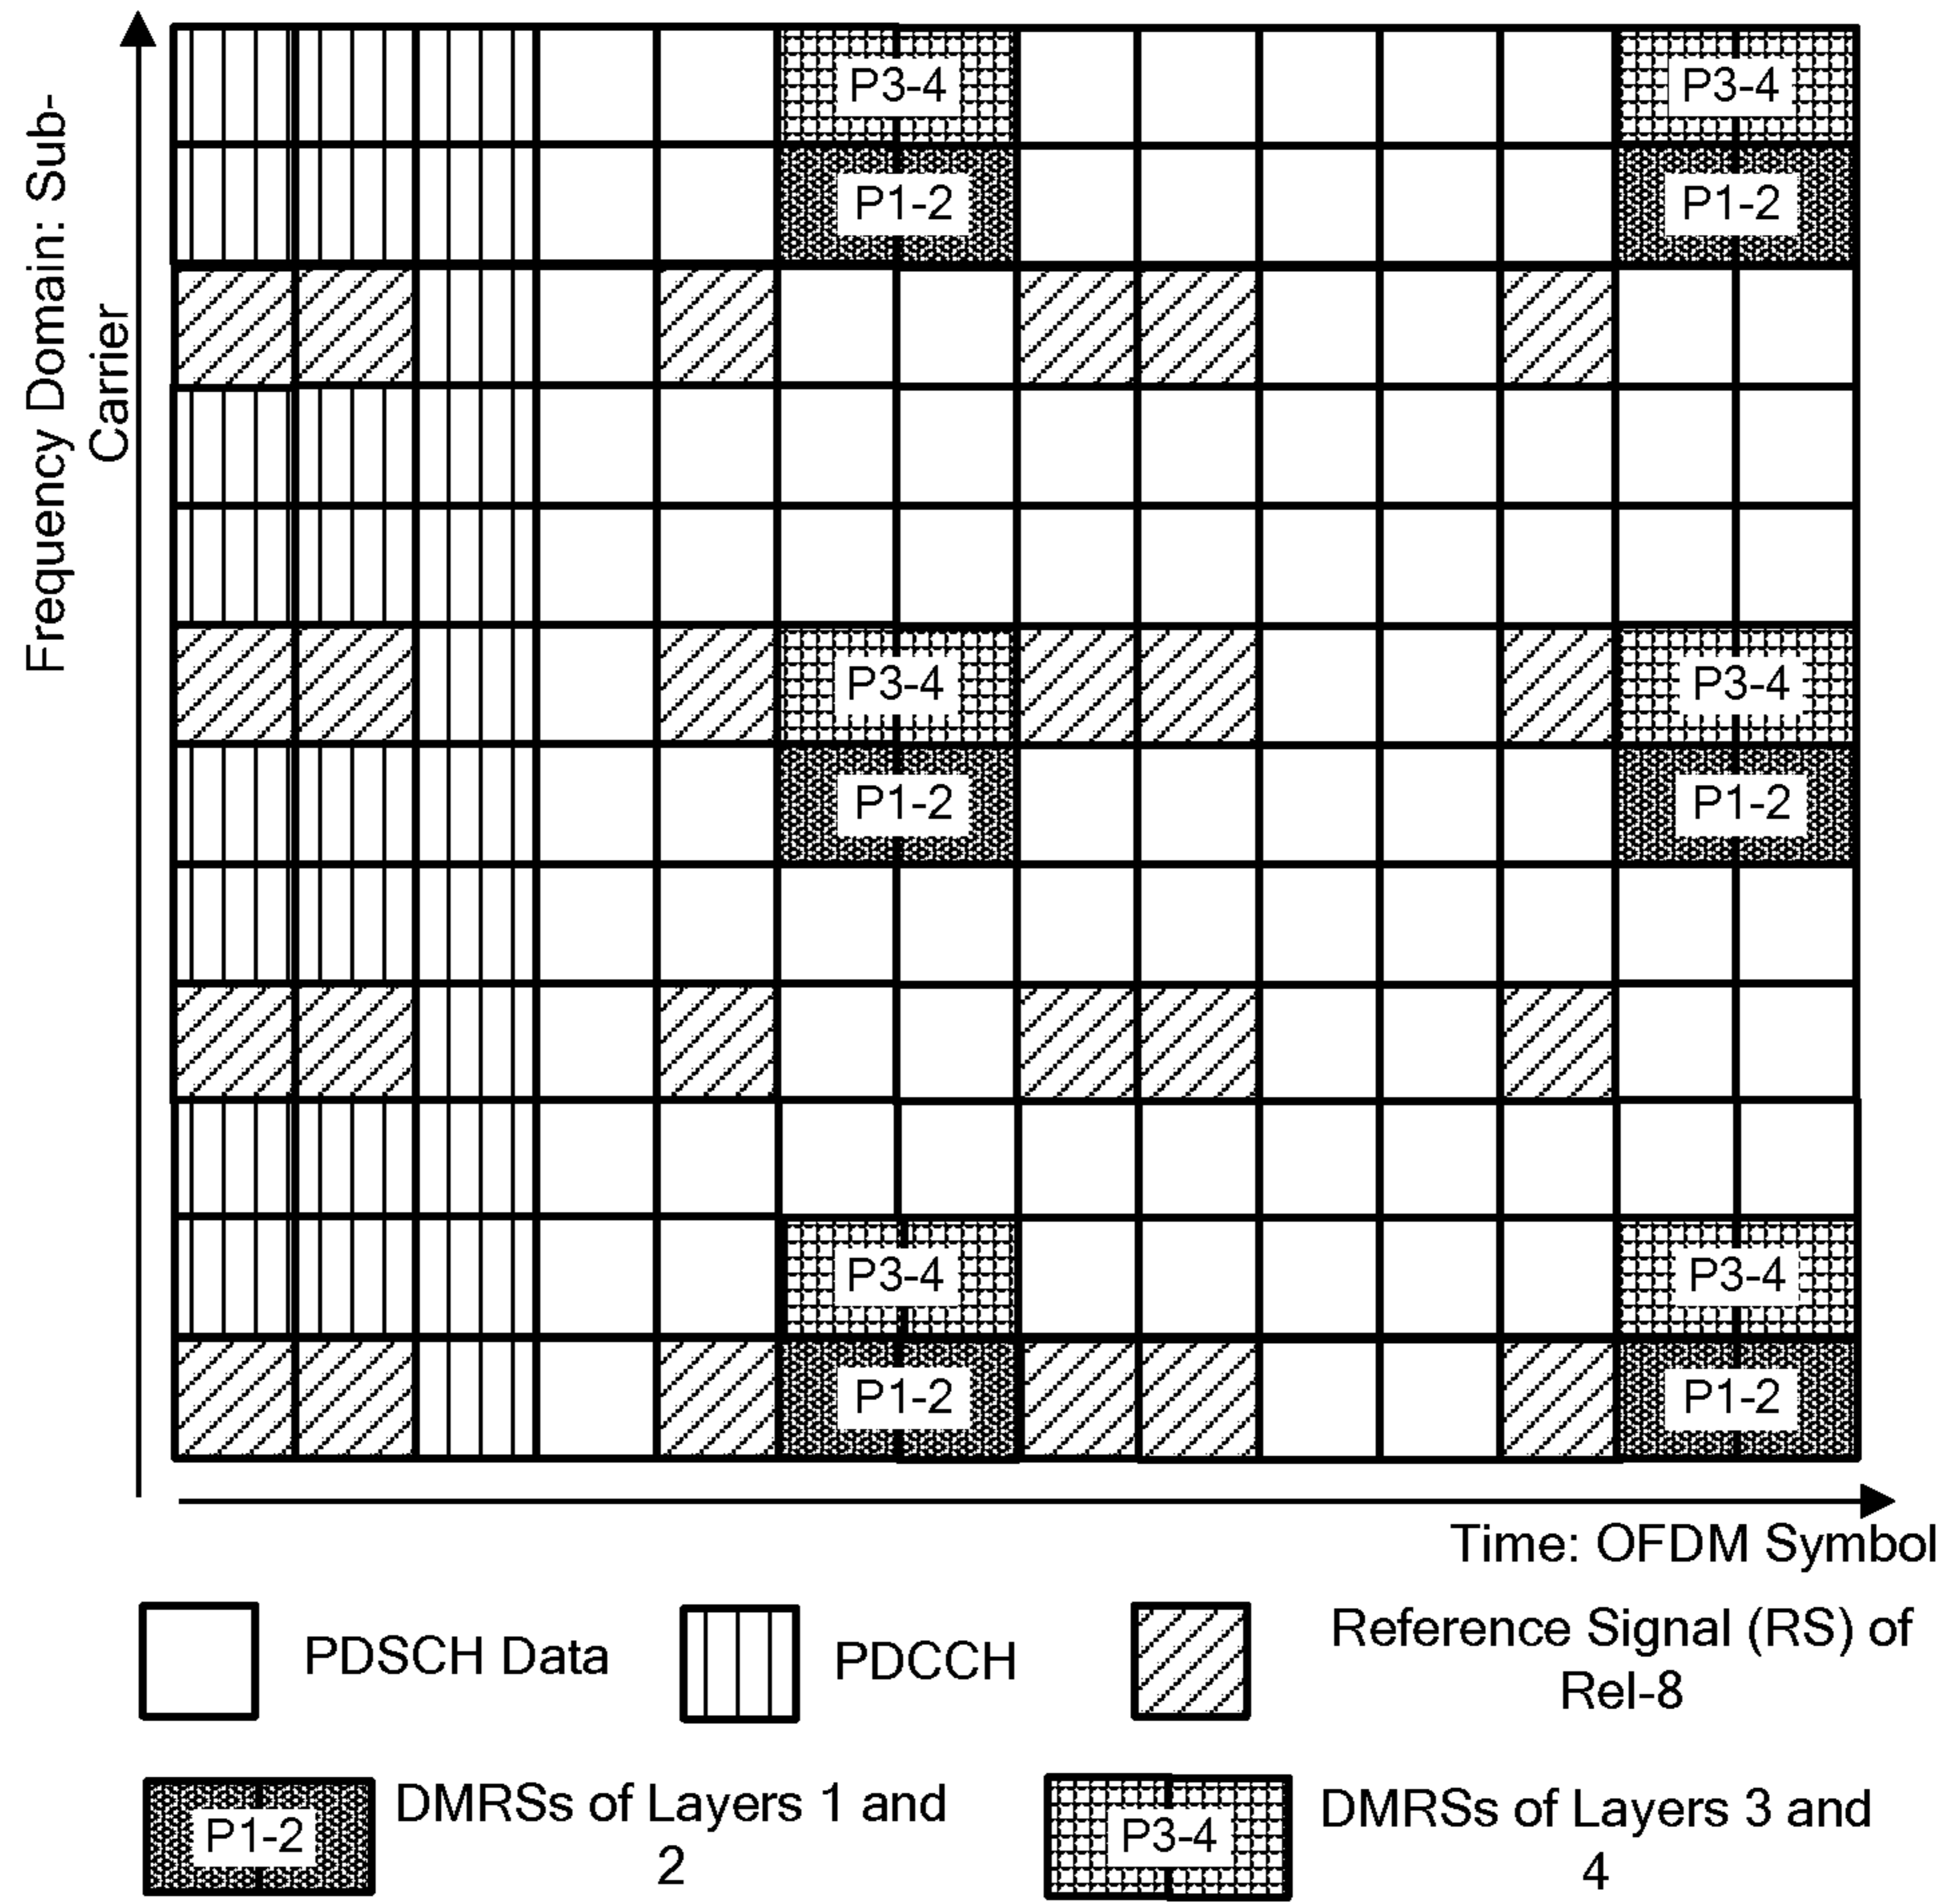 Frequency Domain: Sub-
Carrier
P3-4
P3-4
P1-2
P1-2
P3-4
P3-4
P1-2
P1-2
P3-4
P3-4
P1-2
P1-2
Time: OFDM Symbol
PDSCH Data
PDCCH
Reference Signal (RS) of
Rel-8
P1-2
DMRSs of Layers 1 and
2
P3-4
DMRSs of Layers 3 and
4